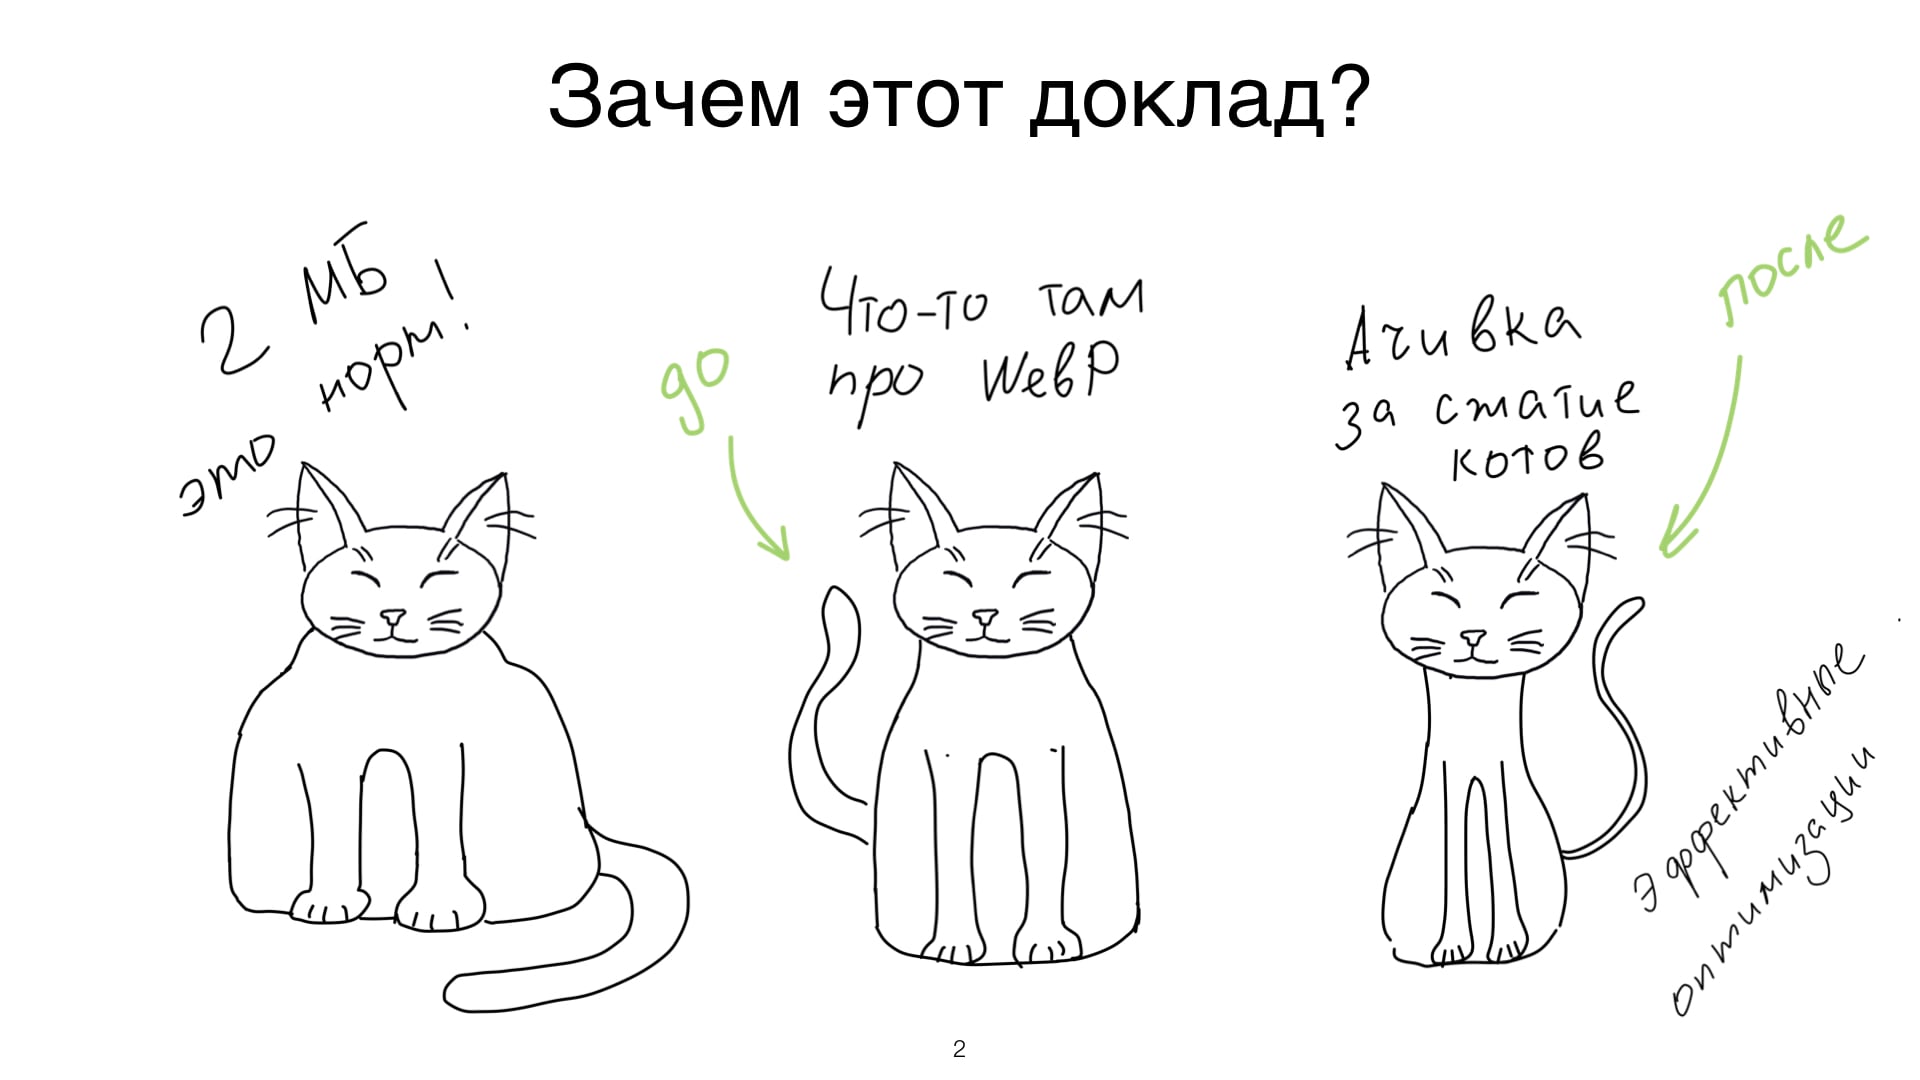 Зачем этот доклад?
2 МБ
это норм!
до
Что-то там
про WebP
Ачивка
за сжатие
котов
после
эффективные
оптимизации
2